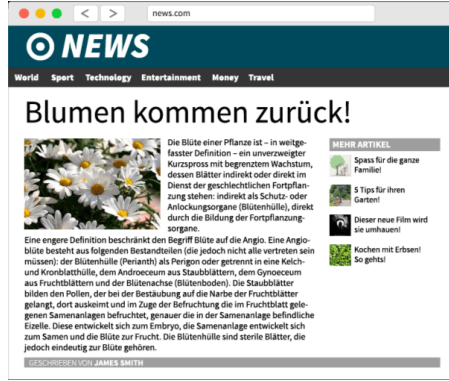 news.com
NEWS
World Sport Technology Entertainment Money Travel
Blumen kommen zurück!
Die Blüte einer Pflanze ist – in weitge-
fasster Definition – ein unverzweigter
Kurzspross mit begrenztem Wachstum,
dessen Blätter indirekt oder direkt im
Dienst der geschlechtlichen Fortpflan-
zung stehen: indirekt als Schutz- oder
Anlockungsorgane (Blütenhülle), direkt
durch die Bildung der Fortpflanzung-
sorgane.
Eine engere Definition beschränkt den Begriff Blüte auf die Angio. Eine Angio-
blüte besteht aus folgenden Bestandteilen (die jedoch nicht alle vertreten sein
müssen): der Blütenhülle (Perianth) als Perigon oder getrennt in eine Kelch-
und Kronblatthülle, dem Androeceum aus Staubblättern, dem Gynoeceum
aus Fruchtblättern und der Blütenachse (Blütenboden). Die Staubblätter
bilden den Pollen, der bei der Bestäubung auf die Narbe der Fruchtblätter
gelangt, dort auskeimt und im Zuge der Befruchtung die im Fruchtblatt gele-
genen Samenanlagen befruchtet, genauer die in der Samenanlage befindliche
Eizelle. Diese entwickelt sich zum Embryo, die Samenanlage entwickelt sich
zum Samen und die Blüte zur Frucht. Die Blütenhülle sind sterile Blätter, die
jedoch eindeutig zur Blüte gehören.
GESCHRIEBEN VON JAMES SMITH
MEHR ARTIKEL
Spass für die ganze
Familie!
5 Tips für ihren
Garten!
Dieser neue Film wird
sie umhauen!
Kochen mit Erbsen!
So gehts!